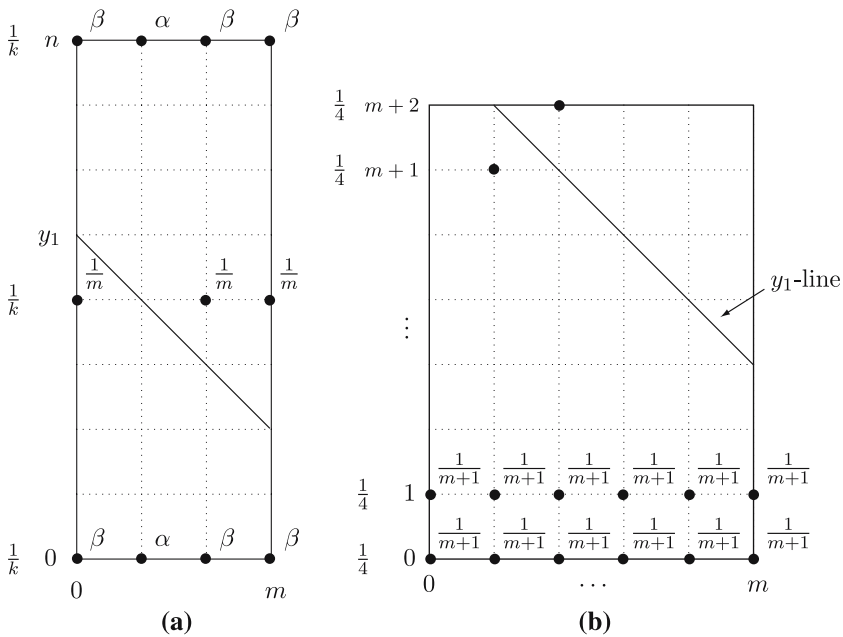 β α β β
1/k n
y₁
1/m 1/m 1/m
1/k
β α β β
1/k 0
0 m
(a)
1/4 m + 2
1/4 m + 1
y₁-line
⋮
1/(m+1) 1/(m+1) 1/(m+1) 1/(m+1) 1/(m+1) 1/(m+1)
1/4 1
1/(m+1) 1/(m+1) 1/(m+1) 1/(m+1) 1/(m+1) 1/(m+1)
1/4 0
0 ⋯ m
(b)